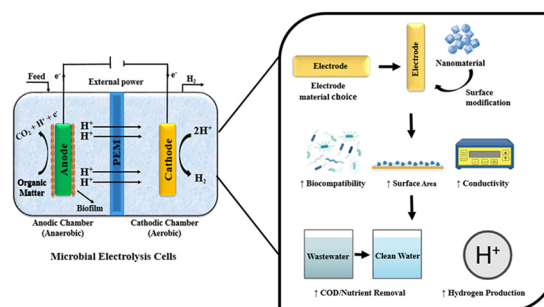 e⁻
e⁻
Feed
External power
H₂
CO₂ + H⁺ + e
Anode
H⁺
H⁺
H⁺
H⁺
PEM
Cathode
2H⁺
H₂
Organic
Matter
Biofilm
Anodic Chamber
(Anaerobic)
Cathodic Chamber
(Aerobic)
Microbial Electrolysis Cells
Electrode
Electrode
material choice
Electrode
Nanomaterial
Surface
modification
↑ Biocompatibility
↑ Surface Area
↑ Conductivity
Wastewater
Clean Water
H⁺
↑ COD/Nutrient Removal
↑ Hydrogen Production